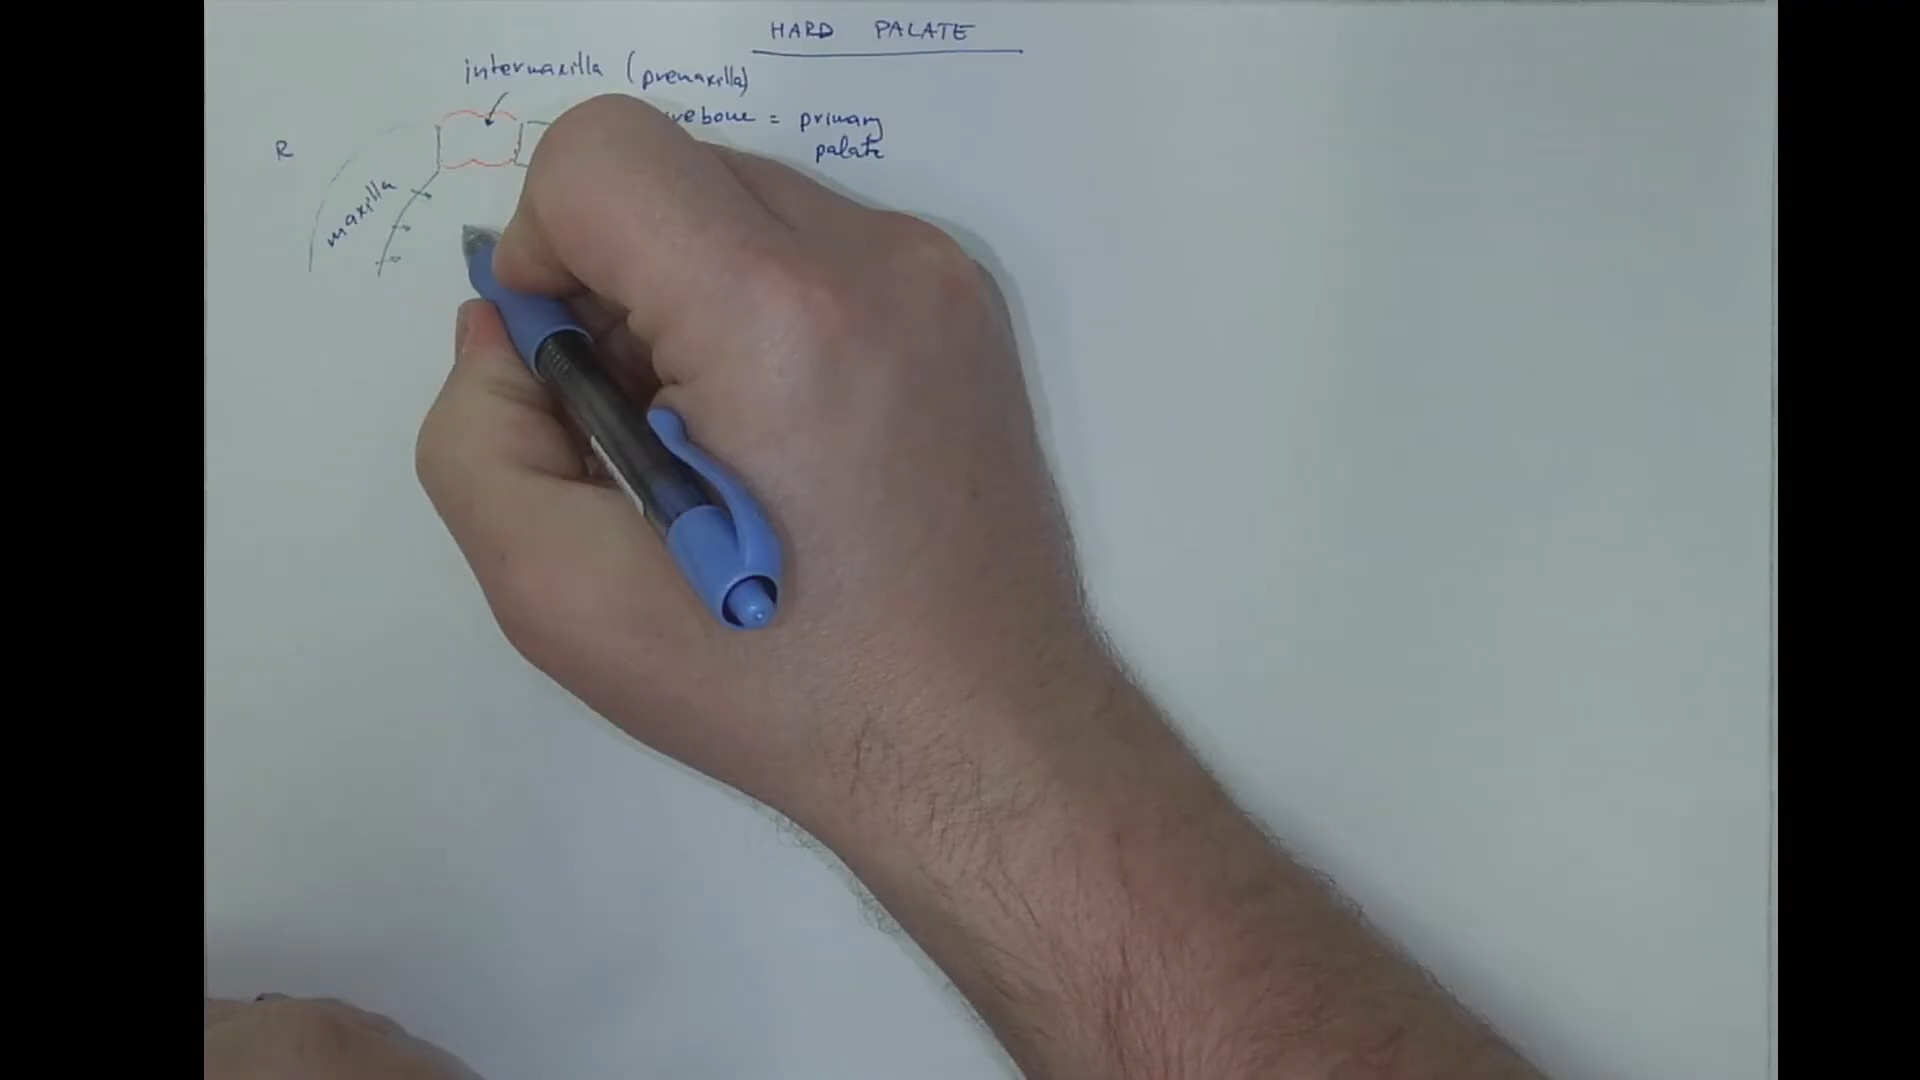 HARD PALATE
intermaxilla (premaxilla)
bone = primary
palate
R
maxilla